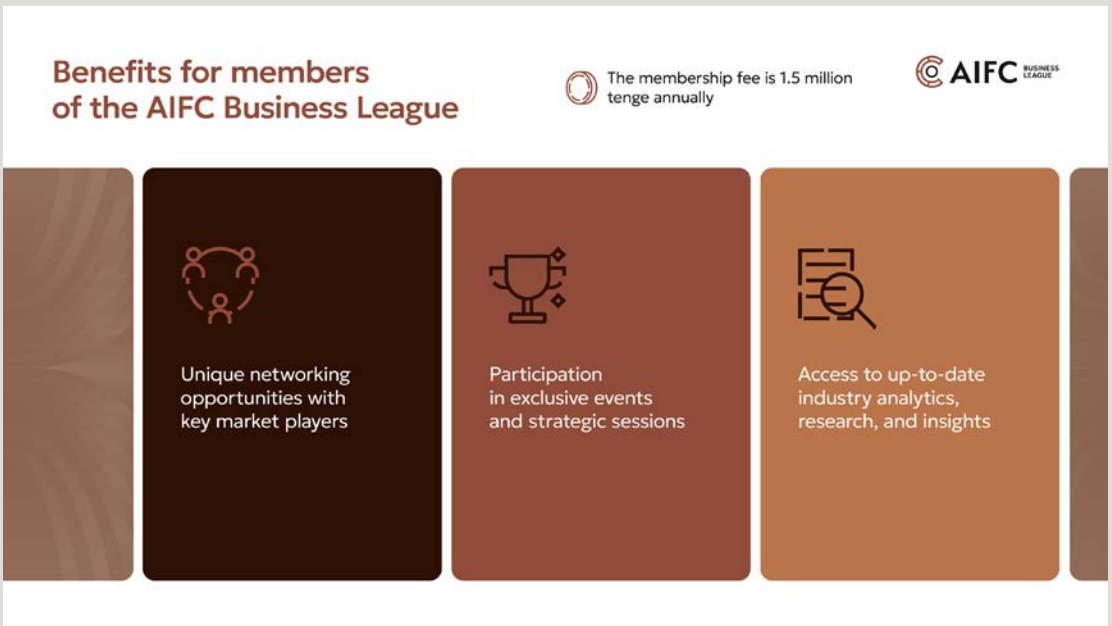 Benefits for members
of the AIFC Business League
The membership fee is 1.5 million
tenge annually
AIFC BUSINESS
LEAGUE
Unique networking
opportunities with
key market players
Participation
in exclusive events
and strategic sessions
Access to up-to-date
industry analytics,
research, and insights